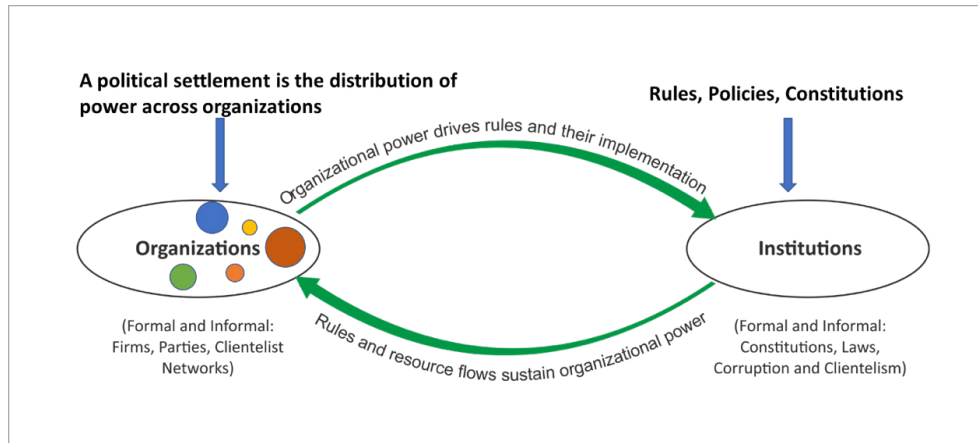 A political settlement is the distribution of
power across organizations
Rules, Policies, Constitutions
Organizational power drives rules and their implementation
Organizations
Institutions
Rules and resource flows sustain organizational power
(Formal and Informal:
Firms, Parties, Clientelist
Networks)
(Formal and Informal:
Constitutions, Laws,
Corruption and Clientelism)